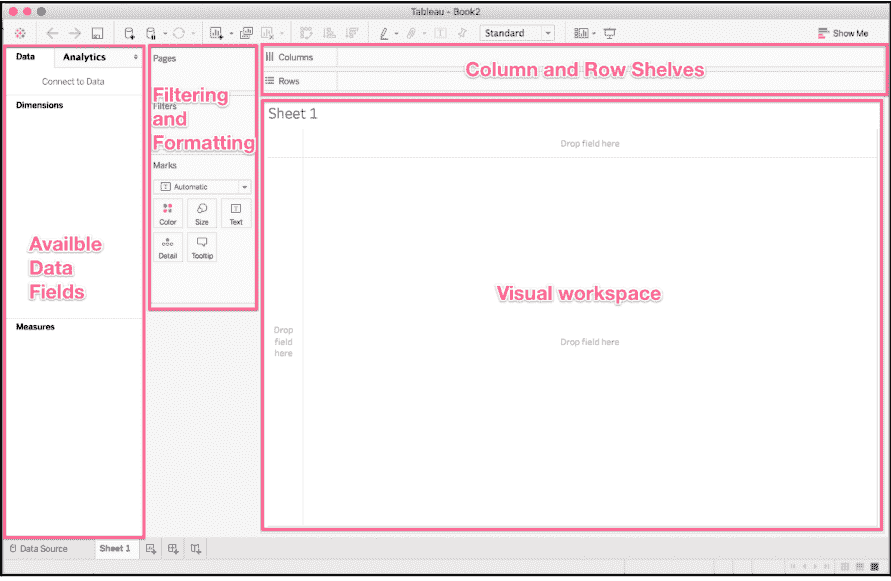 Tableau - Book2
Standard
Show Me
Data
Analytics
Connect to Data
Dimensions
Availble
Data
Fields
Measures
Pages
Filters
Filtering
and
Formatting
Marks
Automatic
Color
Size
Text
Detail
Tooltip
Columns
Rows
Column and Row Shelves
Sheet 1
Drop field here
Visual workspace
Drop
field
here
Drop field here
Data Source
Sheet 1